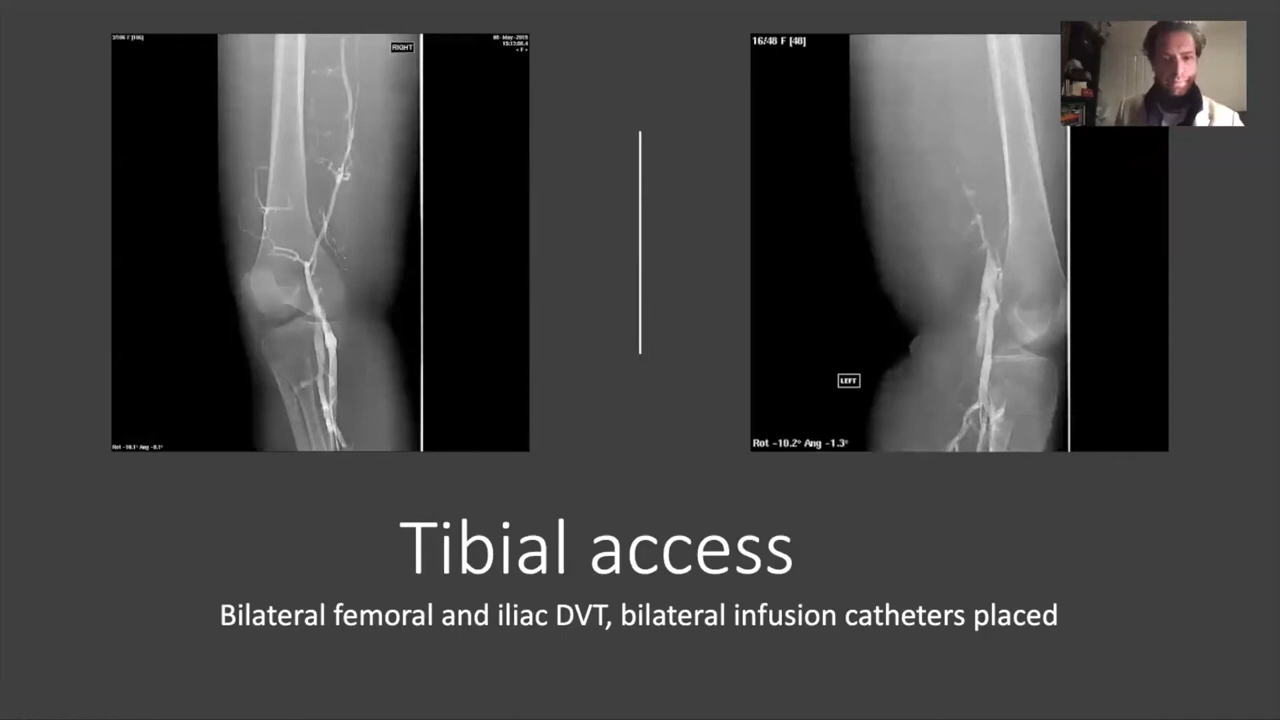 RIGHT
16/48 F [48]
LEFT
Rot -10.2° Ang -1.3°
Tibial access
Bilateral femoral and iliac DVT, bilateral infusion catheters placed